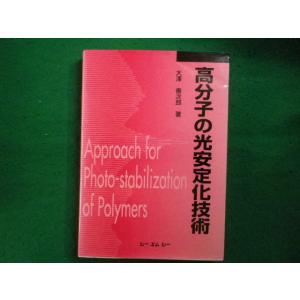 高分子の光安定化技術
大澤 善次郎 著
Approach for
Photo-stabilization
of Polymers
シーエムシー